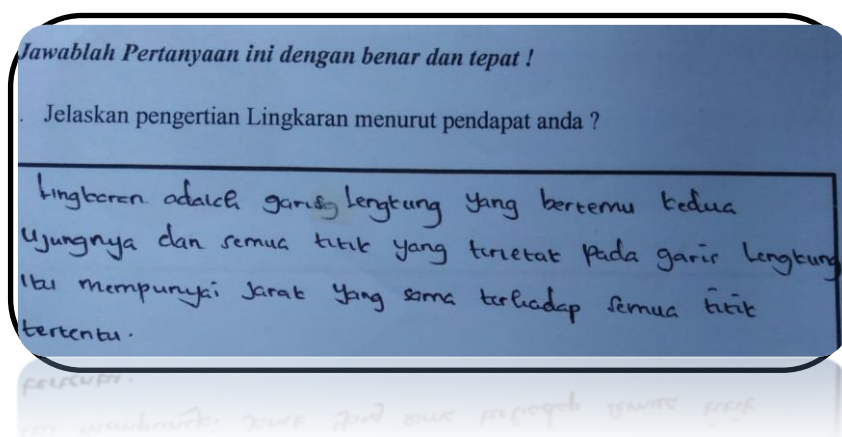 Jawablah Pertanyaan ini dengan benar dan tepat !
. Jelaskan pengertian Lingkaran menurut pendapat anda ?
Lingkaran adalah garis lengkung yang bertemu kedua
Ujungnya dan semua titik yang terletak pada garis lengkung
itu mempunyai Jarak yang sama terhadap semua titik
tertentu.